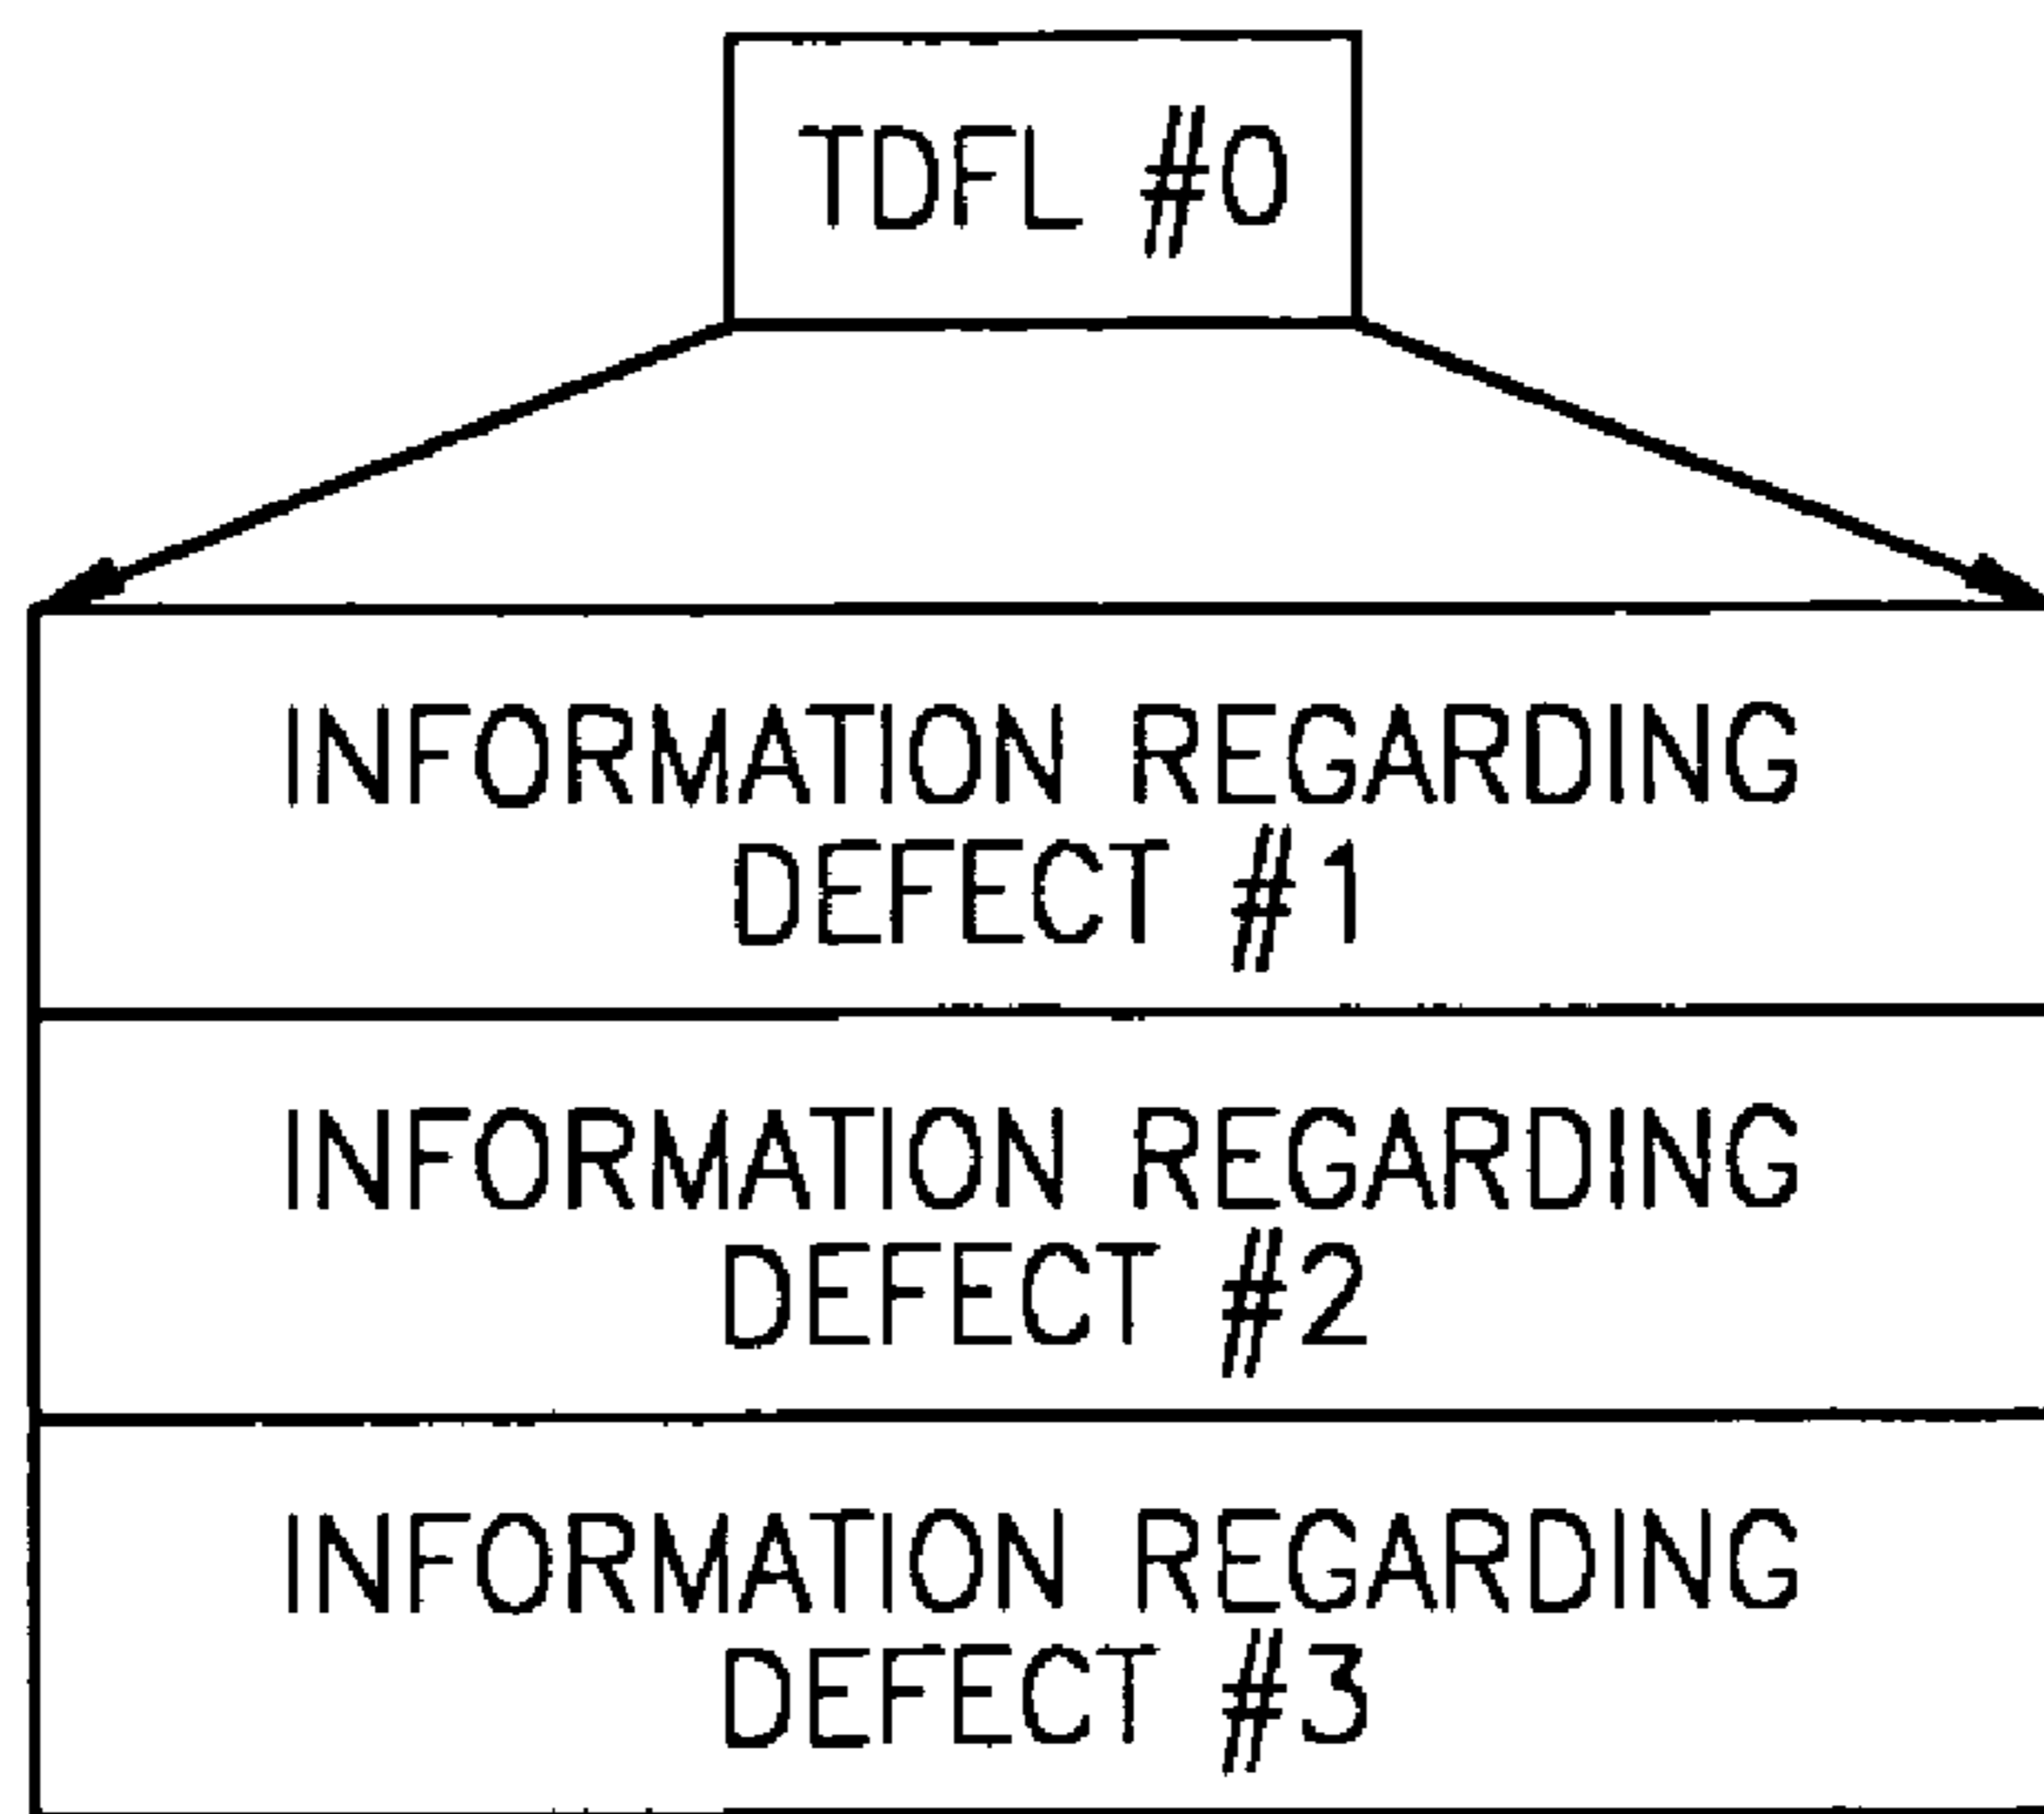 TDFL #0
INFORMATION REGARDING
DEFECT #1
INFORMATION REGARDING
DEFECT #2
INFORMATION REGARDING
DEFECT #3